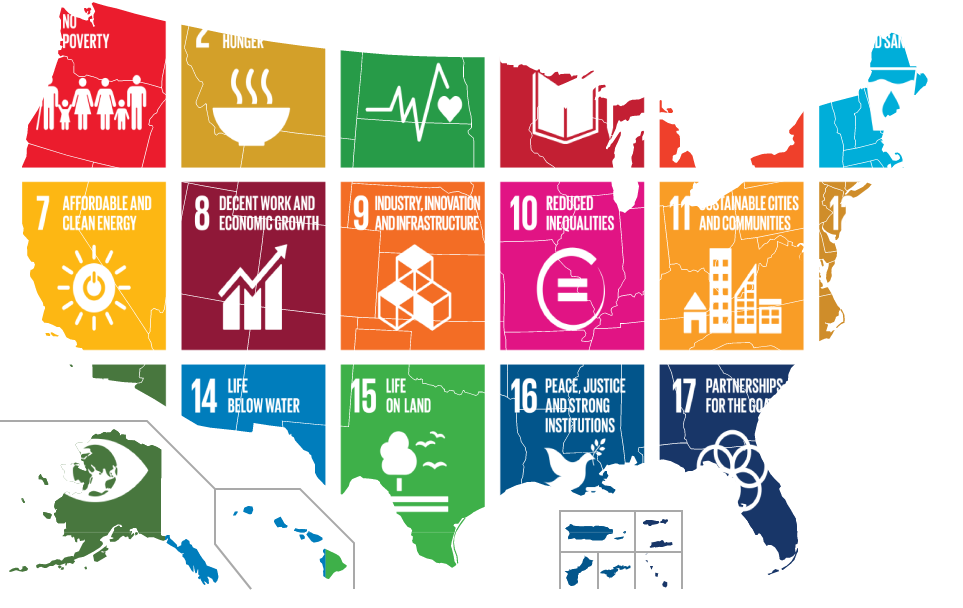 NO
POVERTY
2
HUNGER
D SAN
7 AFFORDABLE AND
CLEAN ENERGY
8 DECENT WORK AND
ECONOMIC GROWTH
9 INDUSTRY, INNOVATION
AND INFRASTRUCTURE
10 REDUCED
INEQUALITIES
11 SUSTAINABLE CITIES
AND COMMUNITIES
14 LIFE
BELOW WATER
15 LIFE
ON LAND
16 PEACE, JUSTICE
AND STRONG
INSTITUTIONS
17 PARTNERSHIPS
FOR THE GOA